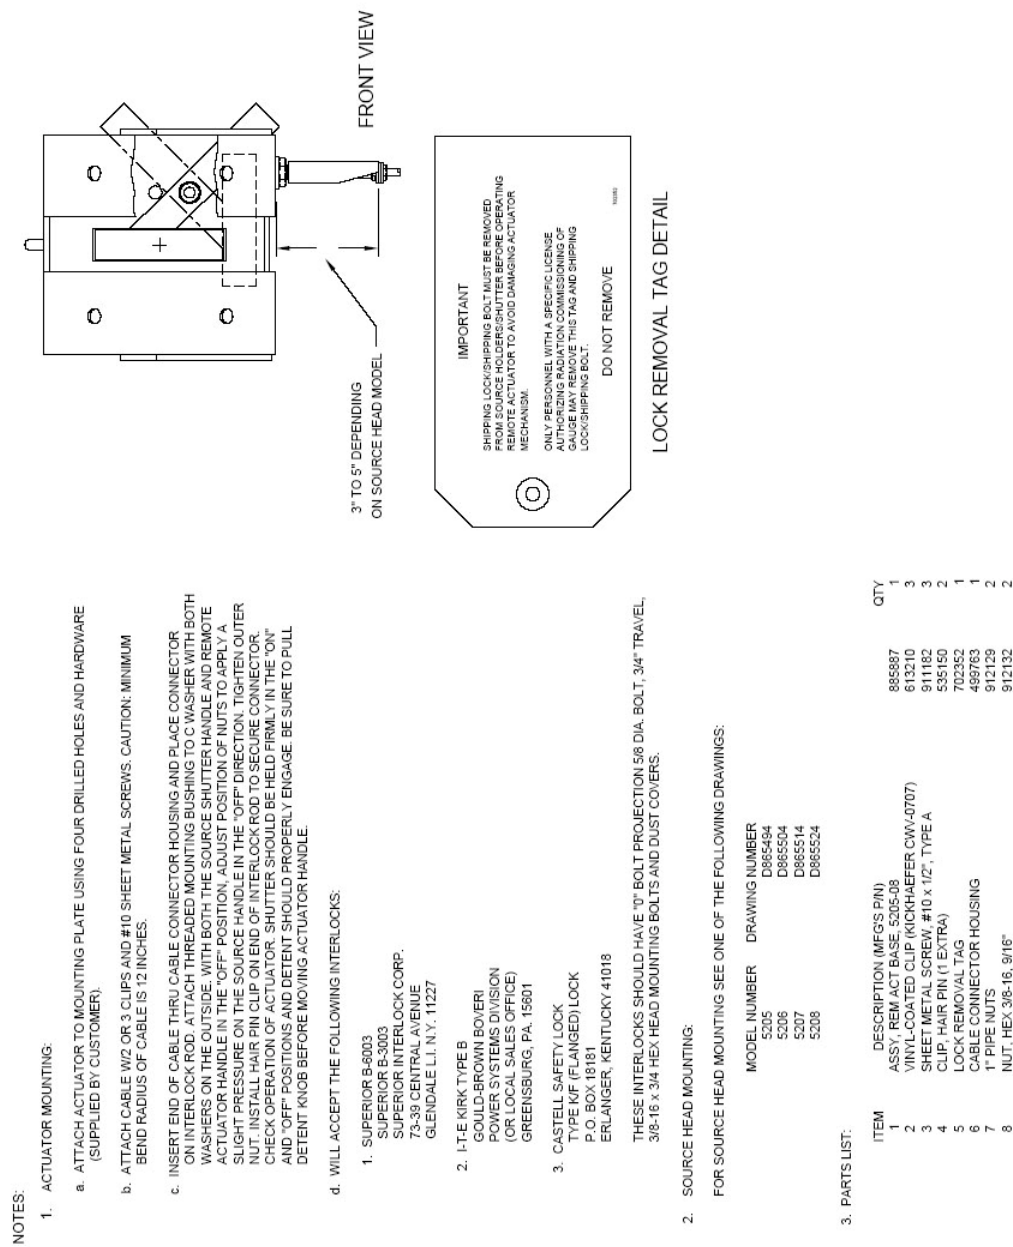 NOTES:
1. ACTUATOR MOUNTING:
a. ATTACH ACTUATOR TO MOUNTING PLATE USING FOUR DRILLED HOLES AND HARDWARE
(SUPPLIED BY CUSTOMER).
b. ATTACH CABLE W2 OR 3 CLIPS AND #10 SHEET METAL SCREWS. CAUTION: MINIMUM
BEND RADIUS OF CABLE IS 12 INCHES.
c. INSERT END OF CABLE THRU CABLE CONNECTOR HOUSING AND PLACE CONNECTOR
ON INTERLOCK ROD. ATTACH THREADED MOUNTING BUSHING TO C WASHER WITH BOTH
WASHERS ON THE OUTSIDE. WITH BOTH THE SOURCE SHUTTER HANDLE AND REMOTE
ACTUATOR HANDLE IN THE "OFF" POSITION, ADJUST POSITION OF NUTS TO APPLY A
SLIGHT PRESSURE ON THE SOURCE HANDLE IN THE "OFF" DIRECTION. TIGHTEN OUTER
NUT. INSTALL HAIR PIN CLIP ON END OF INTERLOCK ROD TO SECURE CONNECTOR.
CHECK OPERATION OF ACTUATOR. SHUTTER SHOULD BE HELD FIRMLY IN THE "ON"
AND "OFF" POSITIONS AND DETENT SHOULD PROPERLY ENGAGE. BE SURE TO PULL
DETENT KNOB BEFORE MOVING ACTUATOR HANDLE.
d. WILL ACCEPT THE FOLLOWING INTERLOCKS:
1. SUPERIOR B-6003
SUPERIOR B-3003
SUPERIOR INTERLOCK CORP.
73-39 CENTRAL AVENUE
GLENDALE L.I. N.Y. 11227
2. I-T-E KIRK TYPE B
GOULD-BROWN BOVERI
POWER SYSTEMS DIVISION
(OR LOCAL SALES OFFICE)
GREENSBURG, PA. 15601
3. CASTELL SAFETY LOCK
TYPE K/F (FLANGED) LOCK
P.O. BOX 18181
ERLANGER, KENTUCKY 41018
THESE INTERLOCKS SHOULD HAVE "0" BOLT PROJECTION 5/8 DIA. BOLT, 3/4" TRAVEL,
3/8-16 x 3/4 HEX HEAD MOUNTING BOLTS AND DUST COVERS.
2. SOURCE HEAD MOUNTING:
FOR SOURCE HEAD MOUNTING SEE ONE OF THE FOLLOWING DRAWINGS:
MODEL NUMBER DRAWING NUMBER
5205 D865494
5206 D865504
5207 D865514
5208 D865524
3. PARTS LIST:
ITEM DESCRIPTION (MFG'S P/N) QTY
1 ASSY, REM ACT BASE, 5205-08 885887 1
2 VINYL-COATED CLIP (KICKHAEFER CWV-0707) 613210 3
3 SHEET METAL SCREW, #10 x 1/2", TYPE A 911182 3
4 CLIP, HAIR PIN (1 EXTRA) 535150 2
5 LOCK REMOVAL TAG 702352 1
6 CABLE CONNECTOR HOUSING 499763 1
7 1" PIPE NUTS 912129 2
8 NUT, HEX 3/8-16, 9/16" 912132 2
FRONT VIEW
3" TO 5" DEPENDING
ON SOURCE HEAD MODEL
IMPORTANT
SHIPPING LOCK/SHIPPING BOLT MUST BE REMOVED
FROM SOURCE HOLDERS/SHUTTER BEFORE OPERATING
REMOTE ACTUATOR TO AVOID DAMAGING ACTUATOR
MECHANISM.
ONLY PERSONNEL WITH A SPECIFIC LICENSE
AUTHORIZING RADIATION COMMISSIONING OF
GAUGE MAY REMOVE THIS TAG AND SHIPPING
LOCK/SHIPPING BOLT.
DO NOT REMOVE
LOCK REMOVAL TAG DETAIL